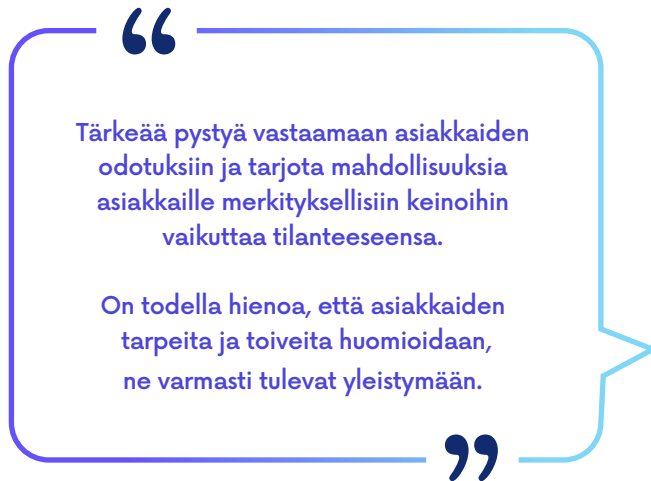 “
Tärkeää pystyä vastaamaan asiakkaiden
odotuksiin ja tarjota mahdollisuuksia
asiakkaille merkityksellisiin keinoihin
vaikuttaa tilanteeseensa.
On todella hienoa, että asiakkaiden
tarpeita ja toiveita huomioidaan,
ne varmasti tulevat yleistymään.
”